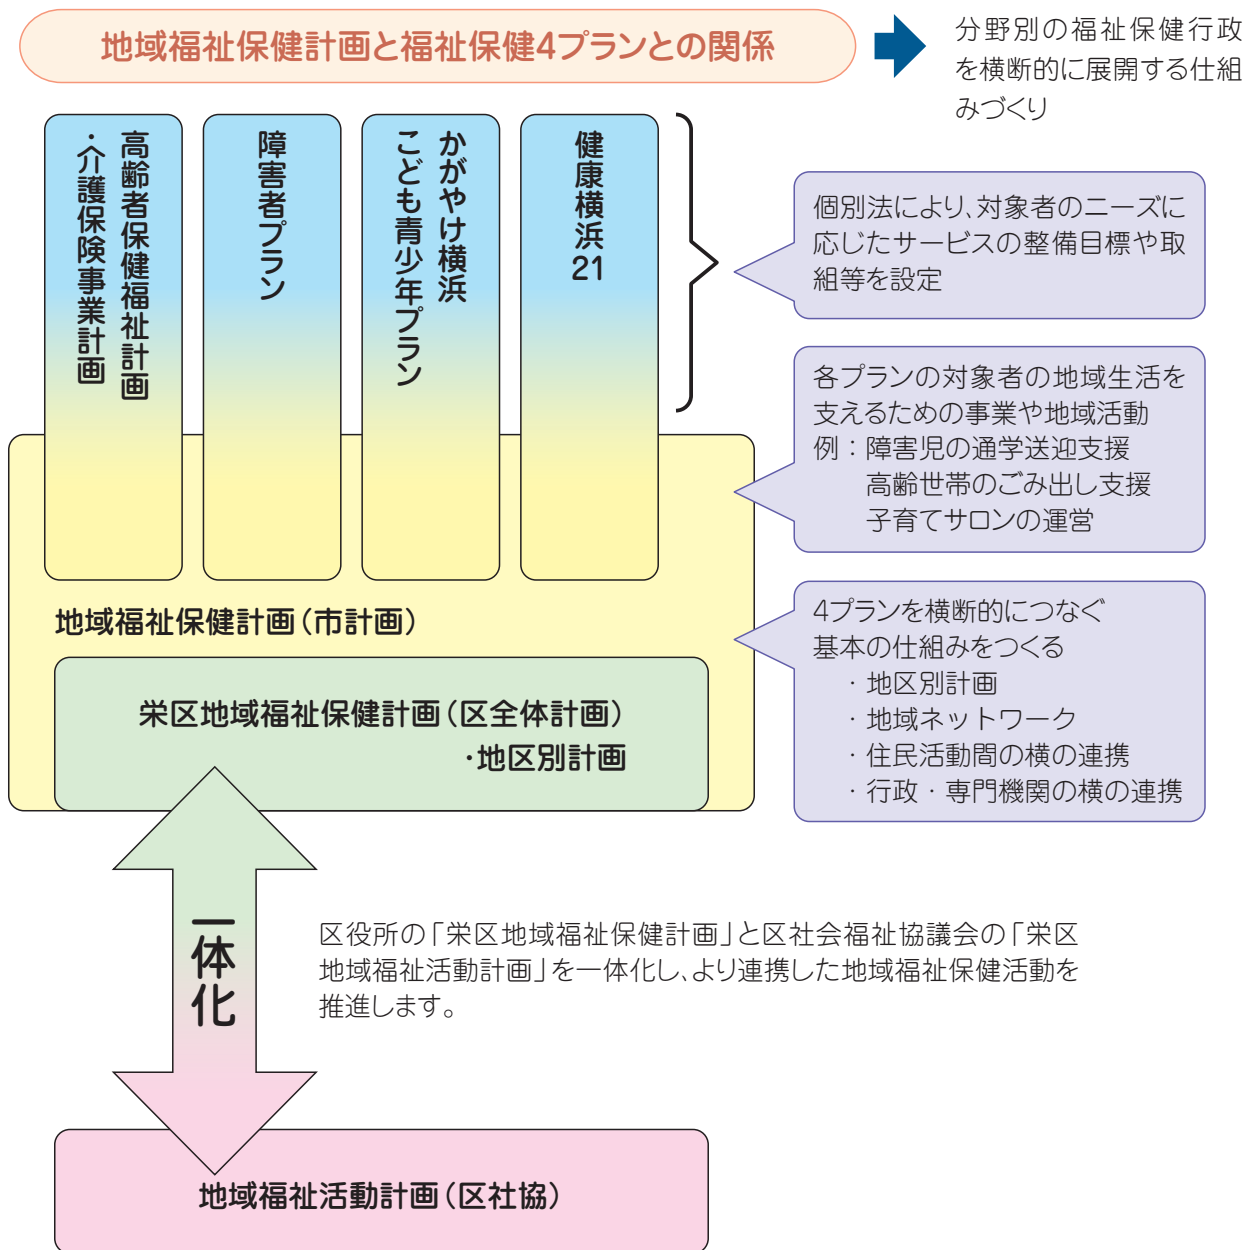 地域福祉保健計画と福祉保健4プランとの関係
分野別の福祉保健行政
を横断的に展開する仕組
みづくり
高齢者保健福祉計画
・介護保険事業計画
障害者プラン
かがやけ横浜
こども青少年プラン
健康横浜21
個別法により、対象者のニーズに
応じたサービスの整備目標や取
組等を設定
各プランの対象者の地域生活を
支えるための事業や地域活動
例：障害児の通学送迎支援
高齢世帯のごみ出し支援
子育てサロンの運営
地域福祉保健計画（市計画）
4プランを横断的につなぐ
基本の仕組みをつくる
・地区別計画
・地域ネットワーク
・住民活動間の横の連携
・行政・専門機関の横の連携
栄区地域福祉保健計画（区全体計画）
・地区別計画
一体化
区役所の「栄区地域福祉保健計画」と区社会福祉協議会の「栄区
地域福祉活動計画」を一体化し、より連携した地域福祉保健活動を
推進します。
地域福祉活動計画（区社協）